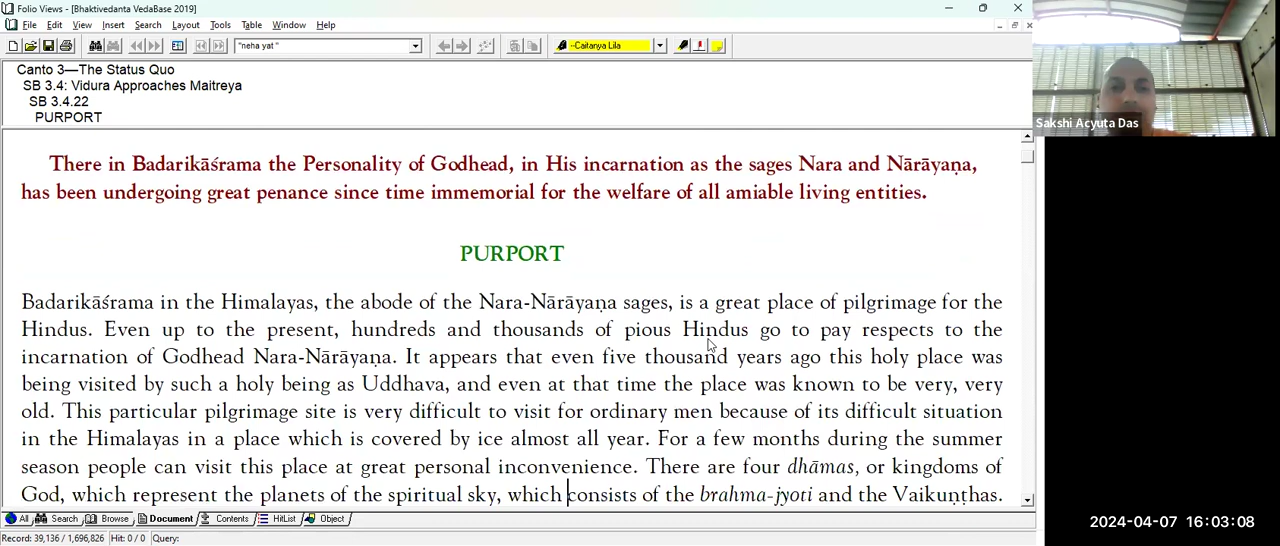 Folio Views - [Bhaktivedanta VedaBase 2019]
File Edit View Insert Search Layout Tools Table Window Help
"neha yat"
--Caitanya Lila
Canto 3—The Status Quo
SB 3.4: Vidura Approaches Maitreya
SB 3.4.22
PURPORT
There in Badarikāśrama the Personality of Godhead, in His incarnation as the sages Nara and Nārāyaṇa,
has been undergoing great penance since time immemorial for the welfare of all amiable living entities.
PURPORT
Badarikāśrama in the Himalayas, the abode of the Nara-Nārāyaṇa sages, is a great place of pilgrimage for the
Hindus. Even up to the present, hundreds and thousands of pious Hindus go to pay respects to the
incarnation of Godhead Nara-Nārāyaṇa. It appears that even five thousand years ago this holy place was
being visited by such a holy being as Uddhava, and even at that time the place was known to be very, very
old. This particular pilgrimage site is very difficult to visit for ordinary men because of its difficult situation
in the Himalayas in a place which is covered by ice almost all year. For a few months during the summer
season people can visit this place at great personal inconvenience. There are four dhāmas, or kingdoms of
God, which represent the planets of the spiritual sky, which consists of the brahma-jyoti and the Vaikuṇṭhas.
All Search Browse Document Contents HitList Object
Record: 39,136 / 1,696,826 Hit: 0 / 0 Query:
Sakshi Acyuta Das
2024-04-07 16:03:08